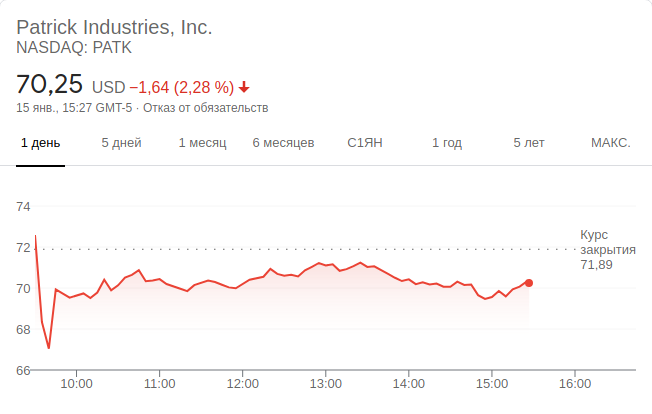 Patrick Industries, Inc.
NASDAQ: PATK
70,25 USD −1,64 (2,28 %)
15 янв., 15:27 GMT-5 · Отказ от обязательств
1 день 5 дней 1 месяц 6 месяцев С1ЯН 1 год 5 лет МАКС.
74
72
70
68
66
Курс
закрытия
71,89
10:00 11:00 12:00 13:00 14:00 15:00 16:00